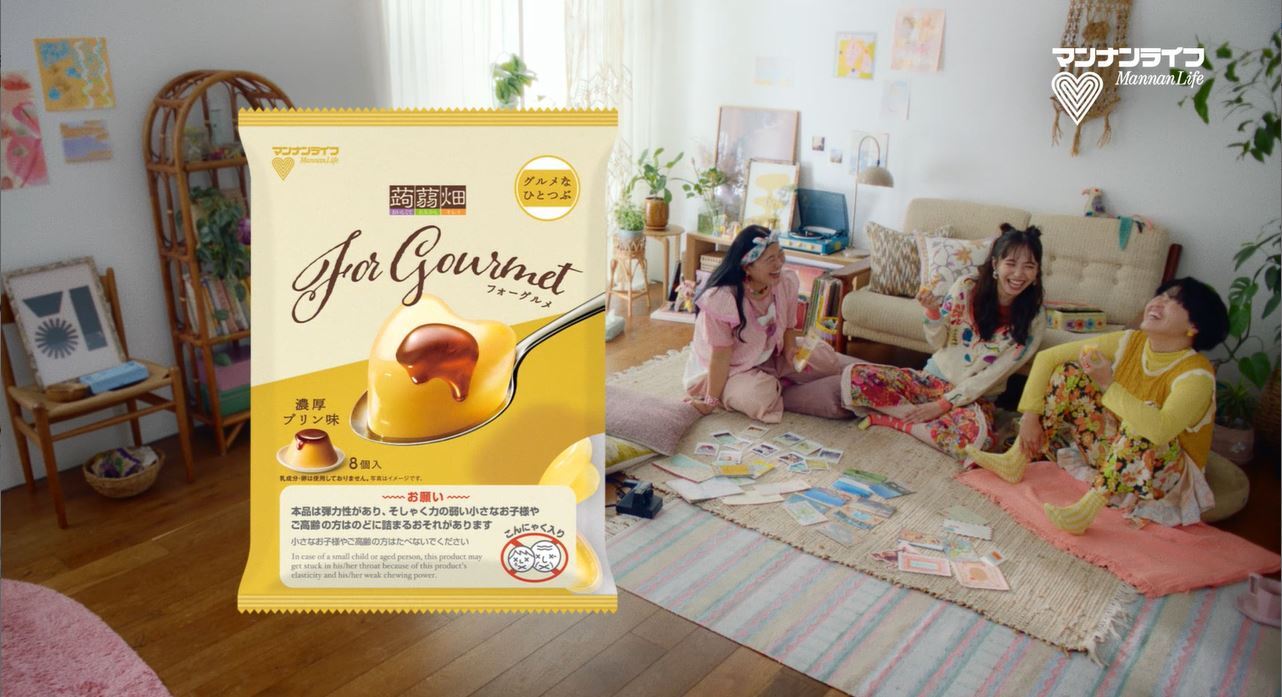 マンナンライフ
Mannan Life
マンナンライフ
Mannan Life
蒟蒻畑
グルメな
ひとつぶ
For Gourmet
フォーグルメ
濃厚
プリン味
8個入
乳成分・卵は使用しておりません。写真はイメージです。
お願い
本品は弾力性があり、そしゃく力の弱い小さなお子様や
ご高齢の方はのどに詰まるおそれがあります
小さなお子様やご高齢の方はたべないでください
In case of a small child or aged person, this product may
get stuck in his/her throat because of this product's
elasticity and his/her weak chewing power.
こんにゃく入り